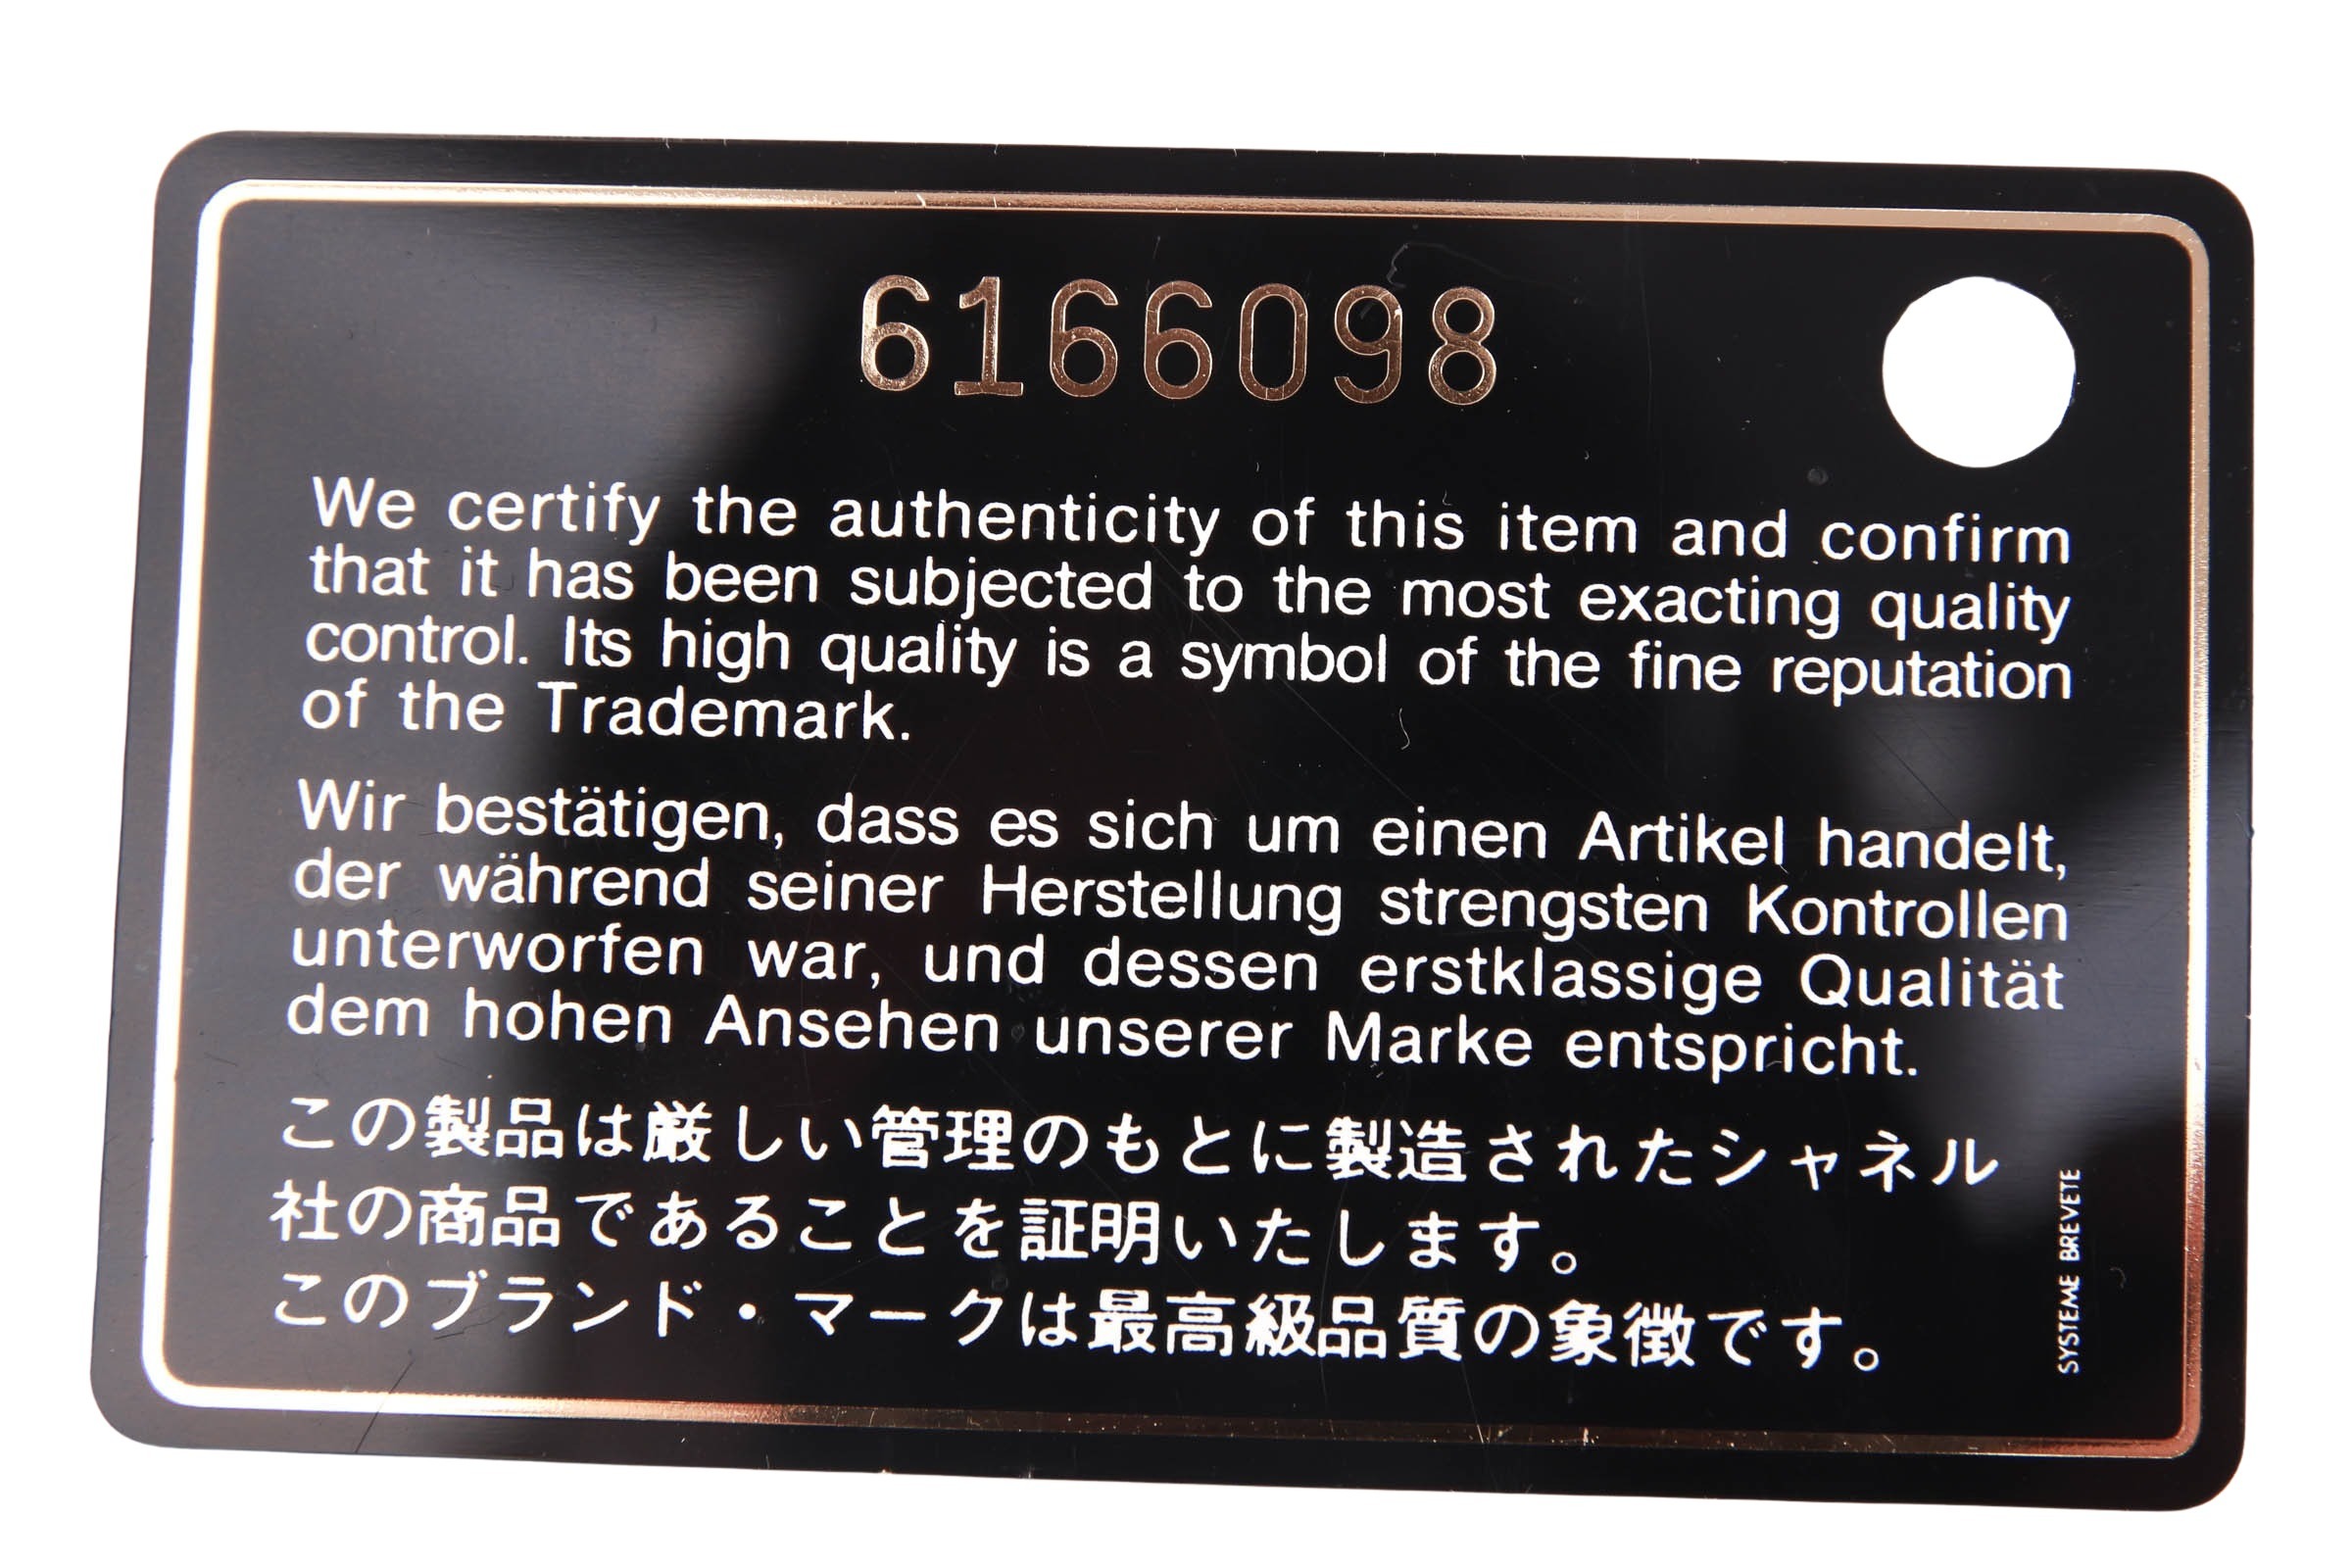 6166098
We certify the authenticity of this item and confirm
that it has been subjected to the most exacting quality
control. Its high quality is a symbol of the fine reputation
of the Trademark.
Wir bestätigen, dass es sich um einen Artikel handelt,
der während seiner Herstellung strengsten Kontrollen
unterworfen war, und dessen erstklassige Qualität
dem hohen Ansehen unserer Marke entspricht.
この製品は厳しい管理のもとに製造されたシャネル
社の商品であることを証明いたします。
このブランド・マークは最高級品質の象徴です。
SYSTEME BREVETE